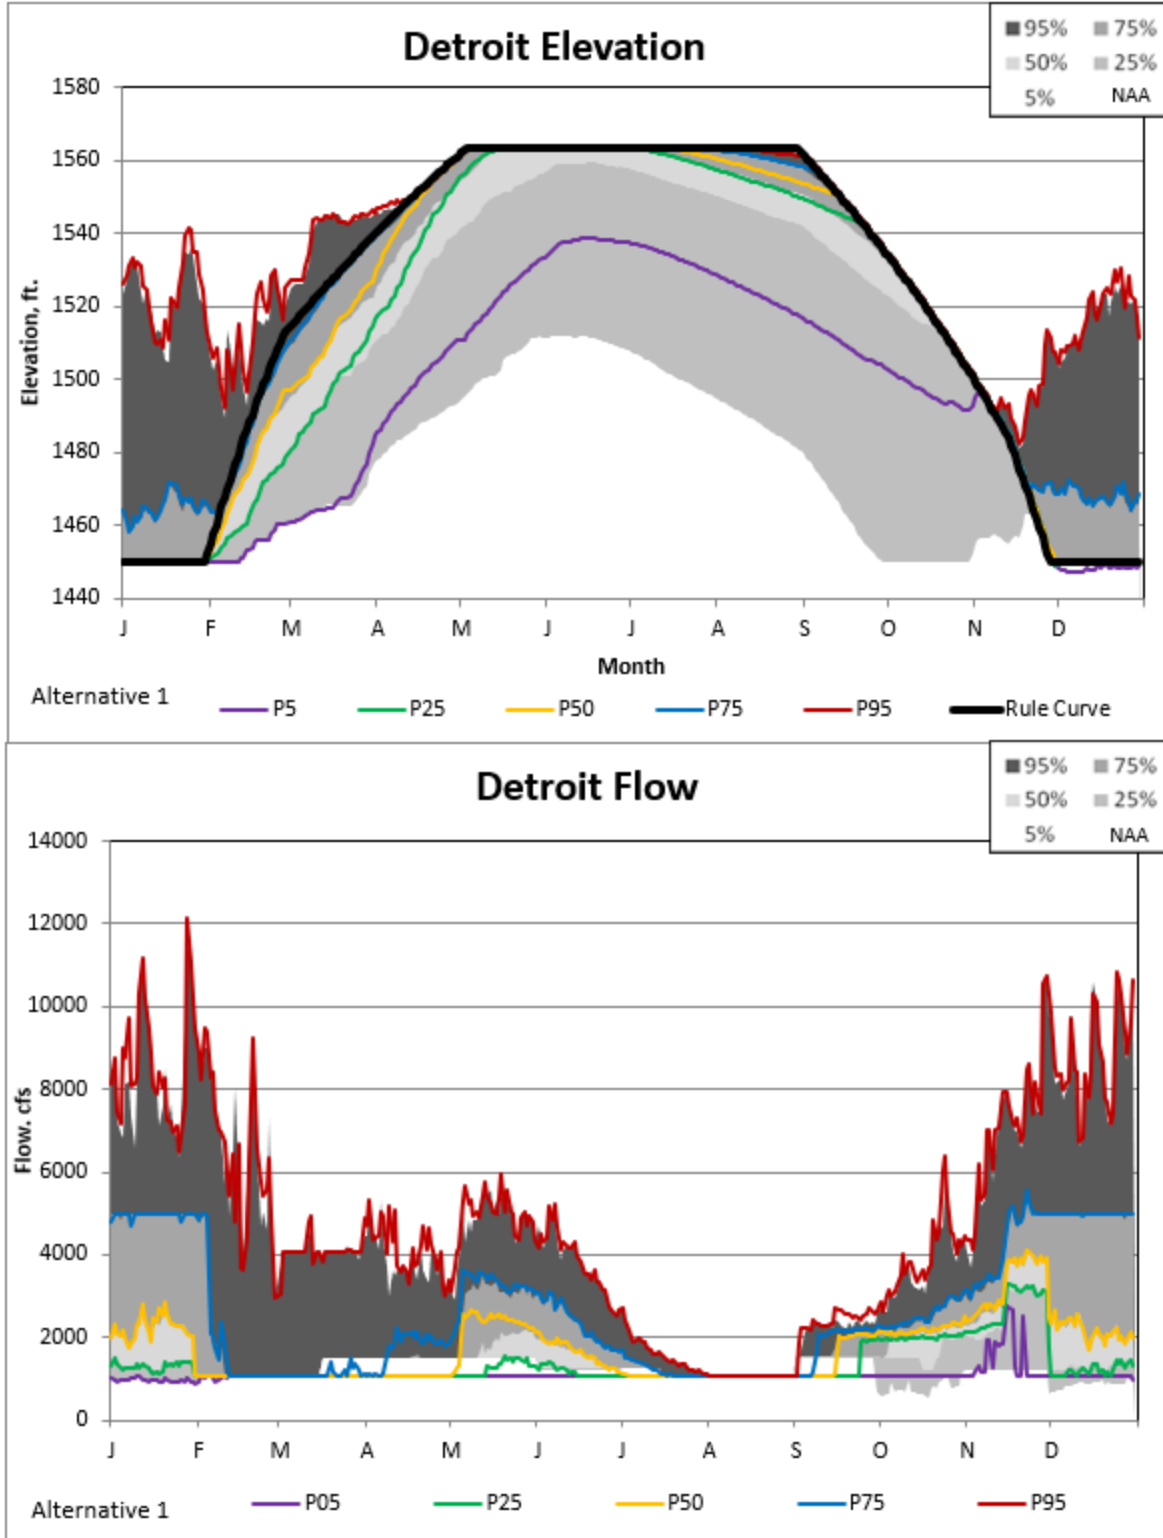 Detroit Elevation
95% 75%
50% 25%
5% NAA
1580
1560
1540
1520
1500
1480
1460
1440
Elevation, ft.
J F M A M J J A S O N D
Month
Alternative 1 P5 P25 P50 P75 P95 Rule Curve
Detroit Flow
95% 75%
50% 25%
5% NAA
14000
12000
10000
8000
6000
4000
2000
0
Flow. cfs
J F M A M J J A S O N D
Alternative 1 P05 P25 P50 P75 P95